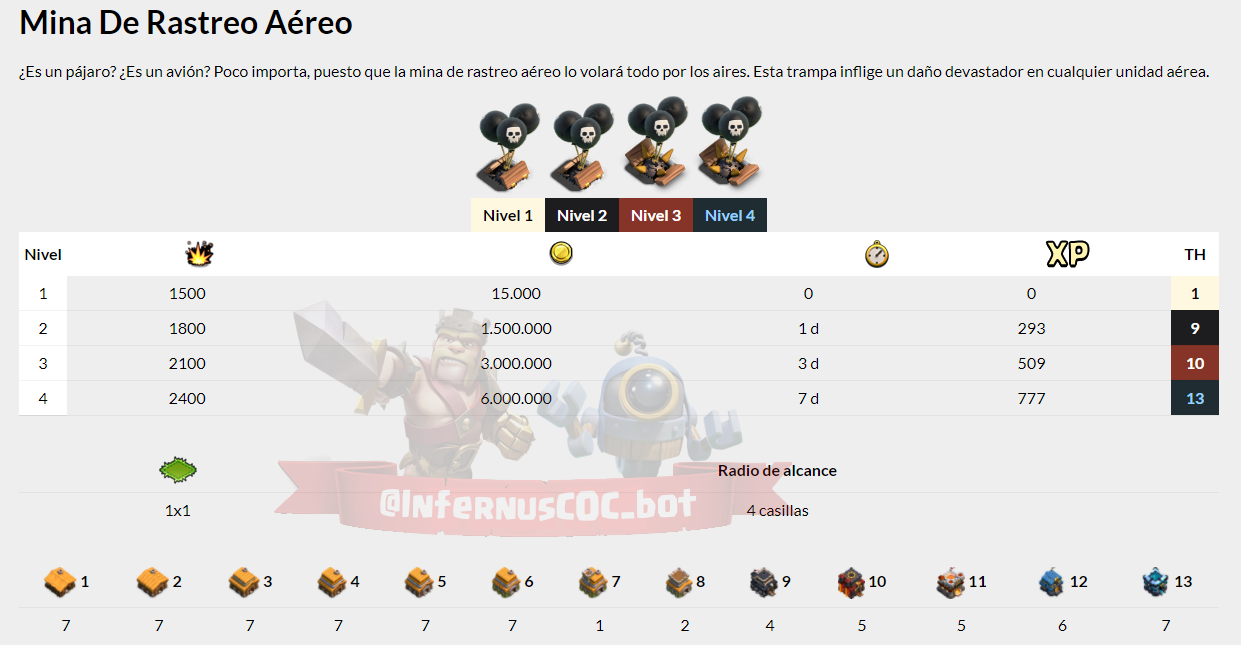 Mina De Rastreo Aéreo
¿Es un pájaro? ¿Es un avión? Poco importa, puesto que la mina de rastreo aéreo lo volará todo por los aires. Esta trampa inflige un daño devastador en cualquier unidad aérea.
Nivel 1 Nivel 2 Nivel 3 Nivel 4
Nivel XP TH
1 1500 15.000 0 0 1
2 1800 1.500.000 1 d 293 9
3 2100 3.000.000 3 d 509 10
4 2400 6.000.000 7 d 777 13
Radio de alcance
@InfernusCOC_bot
1x1 4 casillas
1 2 3 4 5 6 7 8 9 10 11 12 13
7 7 7 7 7 7 1 2 4 5 5 6 7